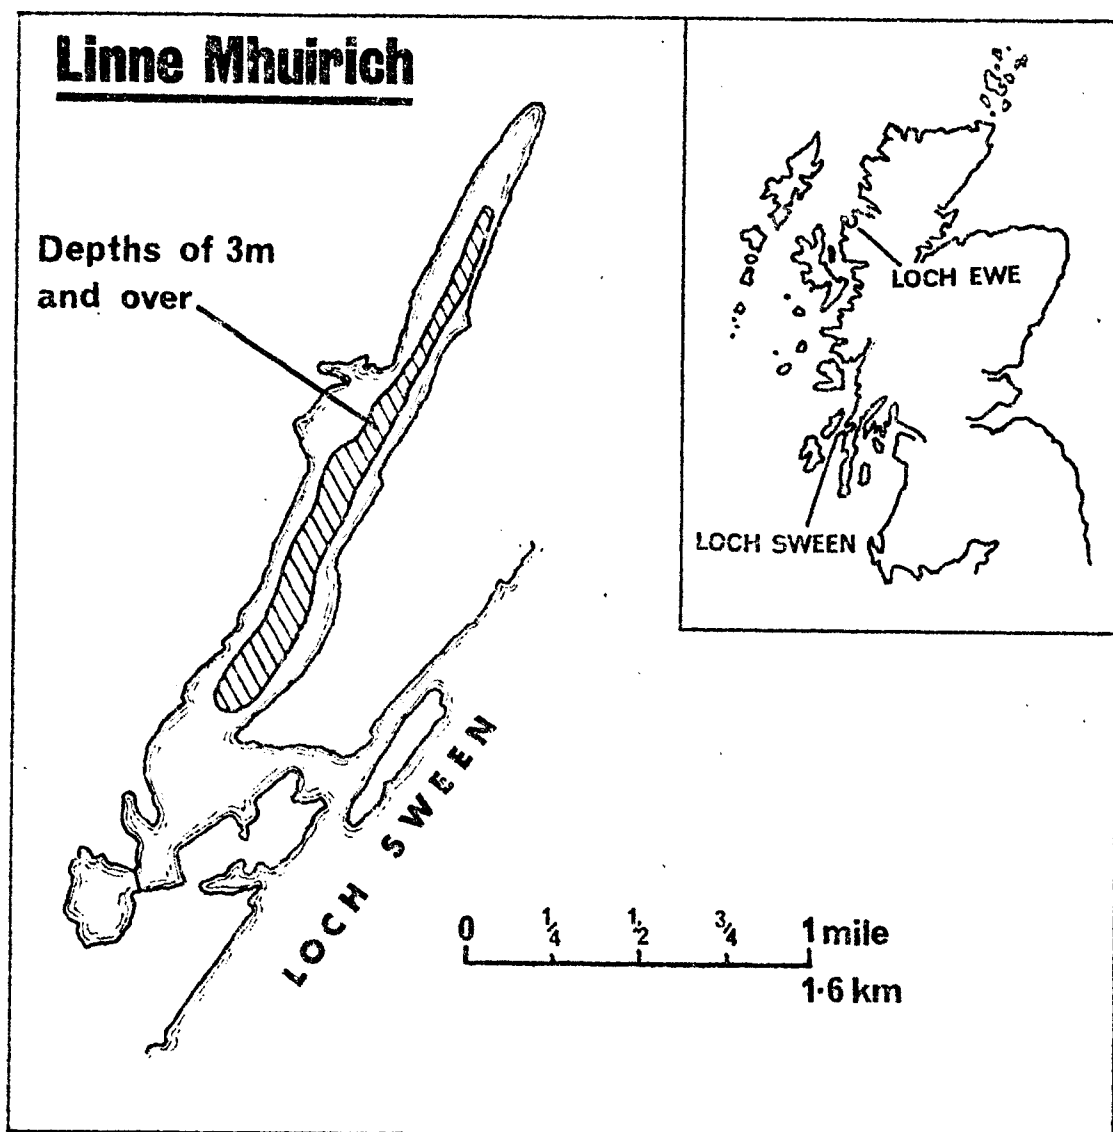 Linne Mhuirich
Depths of 3m
and over
LOCH EWE
LOCH SWEEN
LOCH SWEEN
0 1/4 1/2 3/4 1 mile
1·6 km